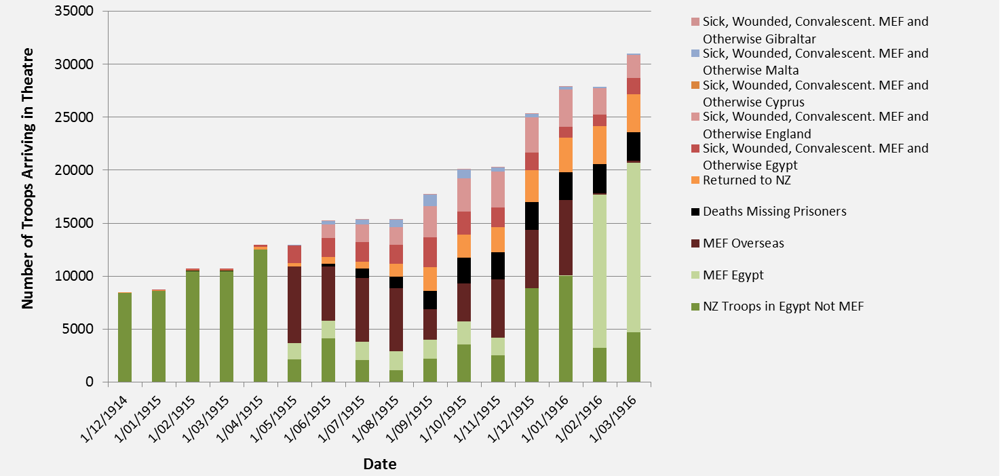 Number of Troops Arriving in Theatre
35000
30000
25000
20000
15000
10000
5000
0
1/12/1914
1/01/1915
1/02/1915
1/03/1915
1/04/1915
1/05/1915
1/06/1915
1/07/1915
1/08/1915
1/09/1915
1/10/1915
1/11/1915
1/12/1915
1/01/1916
1/02/1916
1/03/1916
Date
Sick, Wounded, Convalescent. MEF and
Otherwise Gibraltar
Sick, Wounded, Convalescent. MEF and
Otherwise Malta
Sick, Wounded, Convalescent. MEF and
Otherwise Cyprus
Sick, Wounded, Convalescent. MEF and
Otherwise England
Sick, Wounded, Convalescent. MEF and
Otherwise Egypt
Returned to NZ
Deaths Missing Prisoners
MEF Overseas
MEF Egypt
NZ Troops in Egypt Not MEF